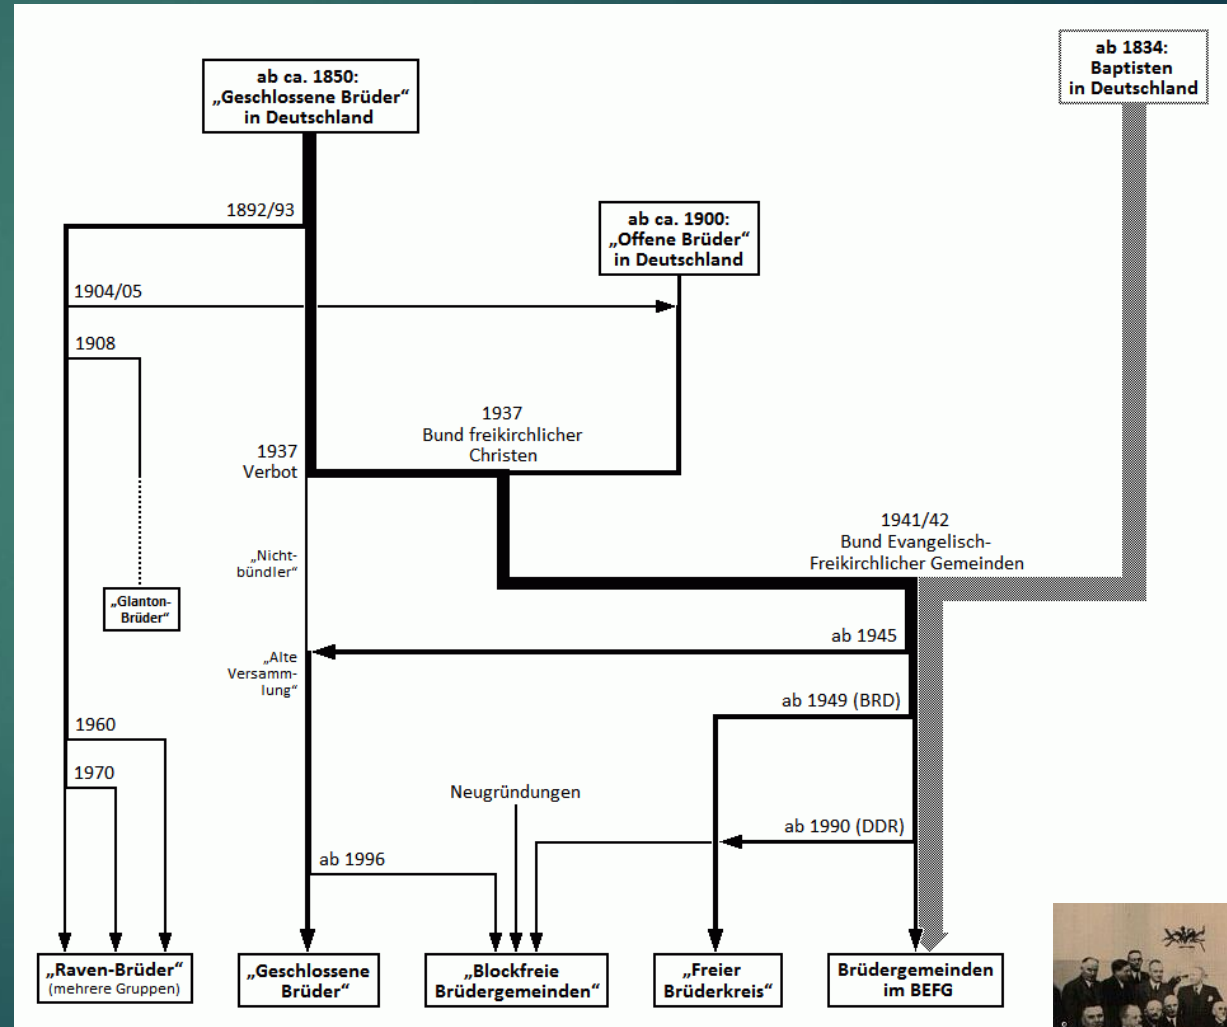 ab 1834:
Baptisten
in Deutschland
ab ca. 1850:
„Geschlossene Brüder“
in Deutschland
1892/93
ab ca. 1900:
„Offene Brüder“
in Deutschland
1904/05
1908
1937
Bund freikirchlicher
Christen
1937
Verbot
1941/42
Bund Evangelisch-
Freikirchlicher Gemeinden
„Nicht-
bündler“
„Glanton-
Brüder“
ab 1945
„Alte
Versamm-
lung“
ab 1949 (BRD)
1960
1970
Neugründungen
ab 1990 (DDR)
ab 1996
„Raven-Brüder“
(mehrere Gruppen)
„Geschlossene
Brüder“
„Blockfreie
Brüdergemeinden“
„Freier
Brüderkreis“
Brüdergemeinden
im BEFG